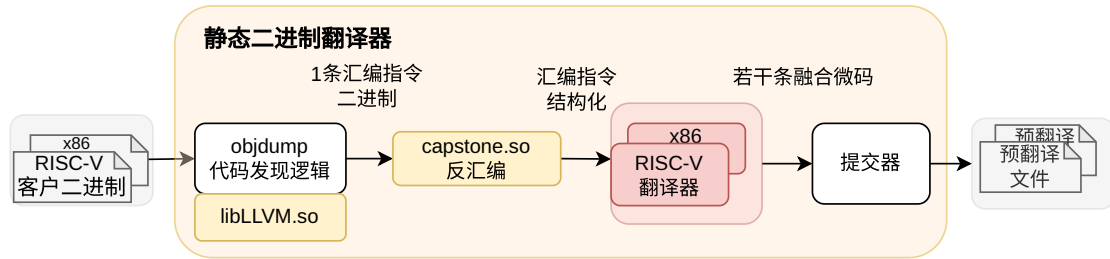 静态二进制翻译器
1条汇编指令
二进制
汇编指令
结构化
若干条融合微码
x86
RISC-V
客户二进制
objdump
代码发现逻辑
libLLVM.so
capstone.so
反汇编
x86
RISC-V
翻译器
提交器
预翻译
预翻译
文件